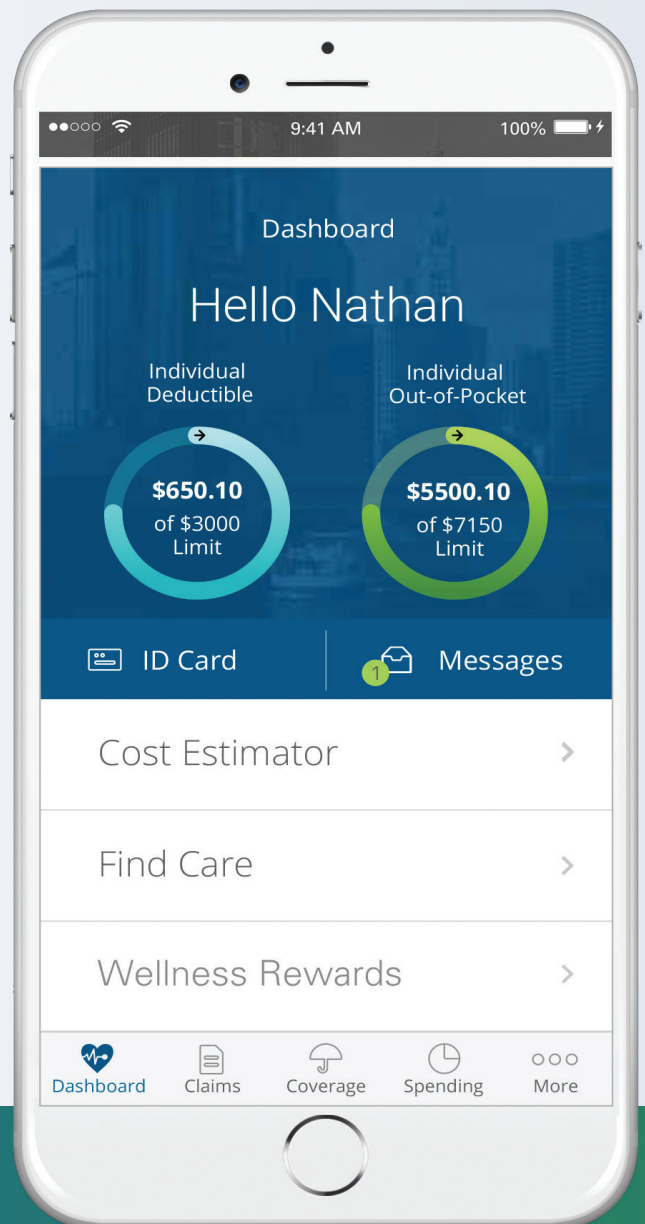 9:41 AM 100%
Dashboard
Hello Nathan
Individual
Deductible
Individual
Out-of-Pocket
$650.10
of $3000
Limit
$5500.10
of $7150
Limit
ID Card
1
Messages
Cost Estimator
Find Care
Wellness Rewards
Dashboard Claims Coverage Spending More